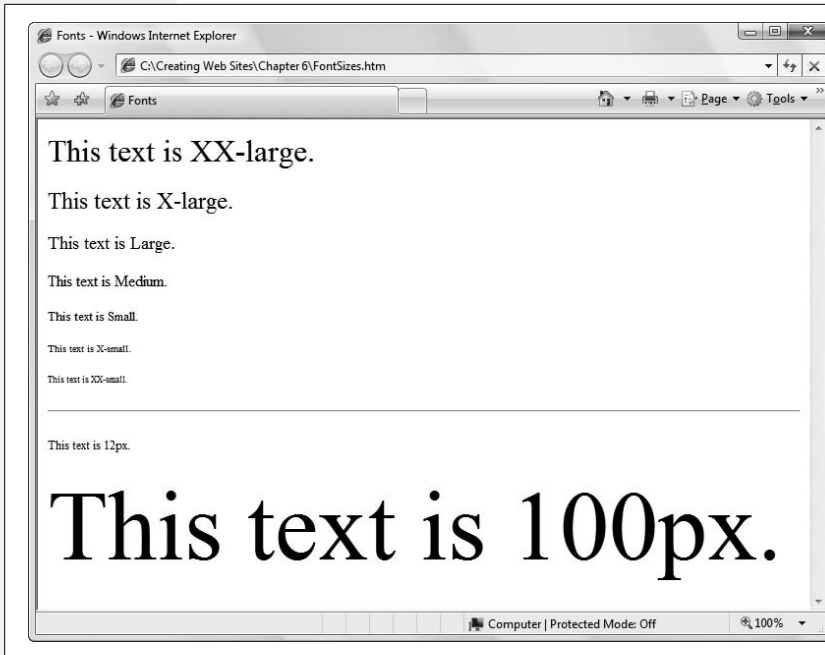 Fonts - Windows Internet Explorer
C:\Creating Web Sites\Chapter 6\FontSizes.htm
Fonts
Page Tools
This text is XX-large.
This text is X-large.
This text is Large.
This text is Medium.
This text is Small.
This text is X-small.
This text is XX-small.
This text is 12px.
This text is 100px.
Computer | Protected Mode: Off 100%